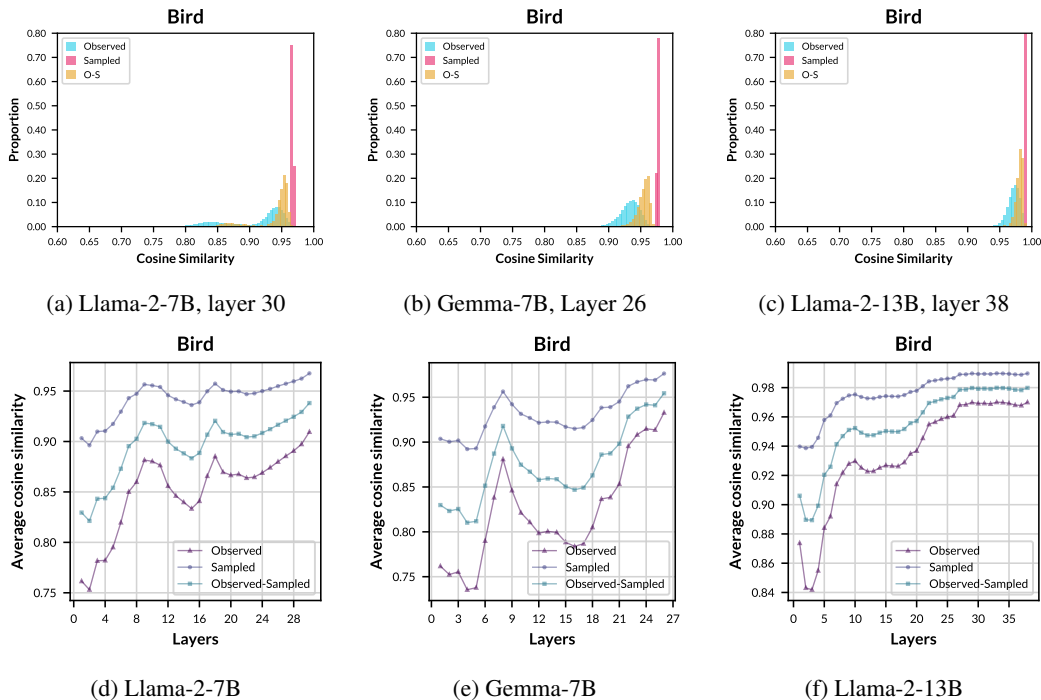 Bird
Proportion
0.80
0.70
0.60
0.50
0.40
0.30
0.20
0.10
0.00
Observed
Sampled
O-S
0.60 0.65 0.70 0.75 0.80 0.85 0.90 0.95 1.00
Cosine Similarity
(a) Llama-2-7B, layer 30
Bird
Proportion
0.80
0.70
0.60
0.50
0.40
0.30
0.20
0.10
0.00
Observed
Sampled
O-S
0.60 0.65 0.70 0.75 0.80 0.85 0.90 0.95 1.00
Cosine Similarity
(b) Gemma-7B, Layer 26
Bird
Proportion
0.80
0.70
0.60
0.50
0.40
0.30
0.20
0.10
0.00
Observed
Sampled
O-S
0.60 0.65 0.70 0.75 0.80 0.85 0.90 0.95 1.00
Cosine Similarity
(c) Llama-2-13B, layer 38
Bird
Average cosine similarity
0.95
0.90
0.85
0.80
0.75
Observed
Sampled
Observed-Sampled
0 4 8 12 16 20 24 28
Layers
(d) Llama-2-7B
Bird
Average cosine similarity
0.95
0.90
0.85
0.80
0.75
Observed
Sampled
Observed-Sampled
0 3 6 9 12 15 18 21 24 27
Layers
(e) Gemma-7B
Bird
Average cosine similarity
0.98
0.96
0.94
0.92
0.90
0.88
0.86
0.84
Observed
Sampled
Observed-Sampled
0 5 10 15 20 25 30 35
Layers
(f) Llama-2-13B